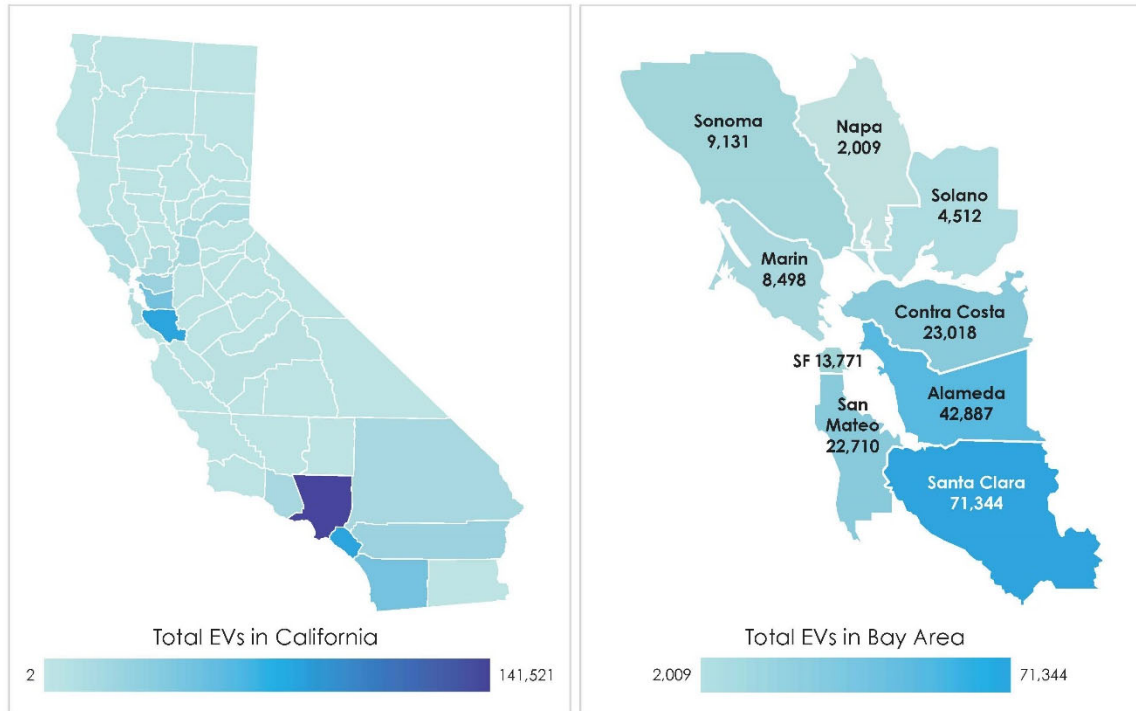 Total EVs in California
2
141,521
Sonoma
9,131
Napa
2,009
Solano
4,512
Marin
8,498
Contra Costa
23,018
SF 13,771
Alameda
42,887
San
Mateo
22,710
Santa Clara
71,344
Total EVs in Bay Area
2,009
71,344